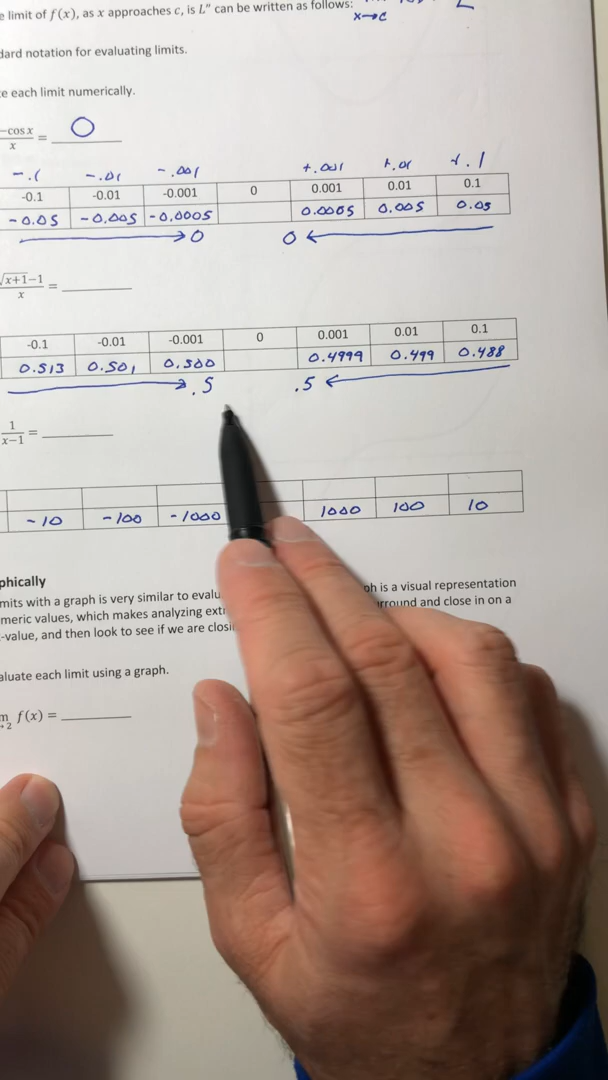 e limit of f(x), as x approaches c, is L" can be written as follows:
x→c
dard notation for evaluating limits.
e each limit numerically.
-cos x
x
= 0
-.1 -.01 -.001 +.001 +.01 +.1
-0.1 -0.01 -0.001 0 0.001 0.01 0.1
-0.05 -0.005 -0.0005 0.0005 0.005 0.05
→ 0 0 ←
√x+1-1
x
=
-0.1 -0.01 -0.001 0 0.001 0.01 0.1
0.513 0.501 0.500 0.4999 0.499 0.488
→ .5 .5 ←
1
x-1
=
-10 -100 -1000 1000 100 10
phically
mits with a graph is very similar to evalu ph is a visual representation
meric values, which makes analyzing ext rround and close in on a
-value, and then look to see if we are closi
aluate each limit using a graph.
m f(x) =
→2